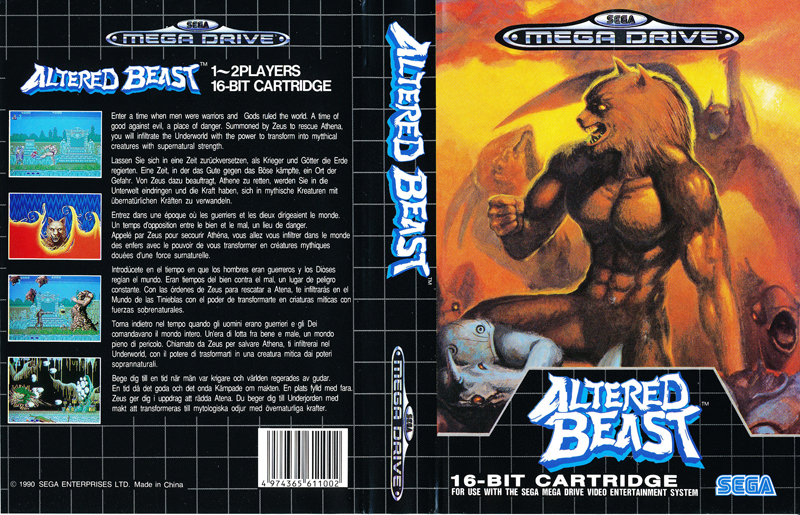 SEGA
MEGA DRIVE
ALTERED BEAST™
1~2PLAYERS
16-BIT CARTRIDGE
Enter a time when men were warriors and Gods ruled the world. A time of
good against evil, a place of danger. Summoned by Zeus to rescue Athena,
you will infiltrate the Underworld with the power to transform into mythical
creatures with supernatural strength.
Lassen Sie sich in eine Zeit zurückversetzen, als Krieger und Götter die Erde
regierten. Eine Zeit, in der das Gute gegen das Böse kämpfte, ein Ort der
Gefahr. Von Zeus dazu beauftragt, Athene zu retten, werden Sie in die
Unterwelt eindringen und die Kraft haben, sich in mythische Kreaturen mit
übernatürlichen Kräften zu verwandeln.
Entrez dans une époque où les guerriers et les dieux dirigeaient le monde.
Un temps d'opposition entre le bien et le mal, un lieu de danger.
Appelé par Zeus pour secourir Athéna, vous allez vous infiltrer dans le monde
des enfers avec le pouvoir de vous transformer en créatures mythiques
douées d'une force surnaturelle.
Introdúcete en el tiempo en que los hombres eran guerreros y los Dióses
regían el mundo. Eran tiempos del bien contra el mal, un lugar de peligro
constante. Con las órdenes de Zeus para rescatar a Atena, te infiltrarás en el
Mundo de las Tinieblas con el poder de transformarte en criaturas míticas con
fuerzas sobrenaturales.
Torna indietro nel tempo quando gli uomini erano guerrieri e gli Dei
comandavano il mondo intero. Un'era di lotta fra bene e male, un mondo
pieno di pericolo. Chiamato da Zeus per salvare Athena, ti infiltrerai nel
Underworld, con il potere di trasformarti in una creatura mitica dai poteri
soprannaturali.
Bege dig till en tid när män var krigare och världen regerades av gudar.
En tid då det goda och det onda Kämpade om makten. En plats fylld med fara.
Zeus ger dig i uppdrag att rädda Atena. Du beger dig till Underjorden med
makt att transformeras till mytologiska odjur med övernaturliga krafter.
© 1990 SEGA ENTERPRISES LTD. Made in China
4 974365 611002
ALTERED BEAST™
SEGA
MEGA DRIVE
SEGA
MEGA DRIVE
ALTERED
BEAST™
16-BIT CARTRIDGE
FOR USE WITH THE SEGA MEGA DRIVE VIDEO ENTERTAINMENT SYSTEM
SEGA